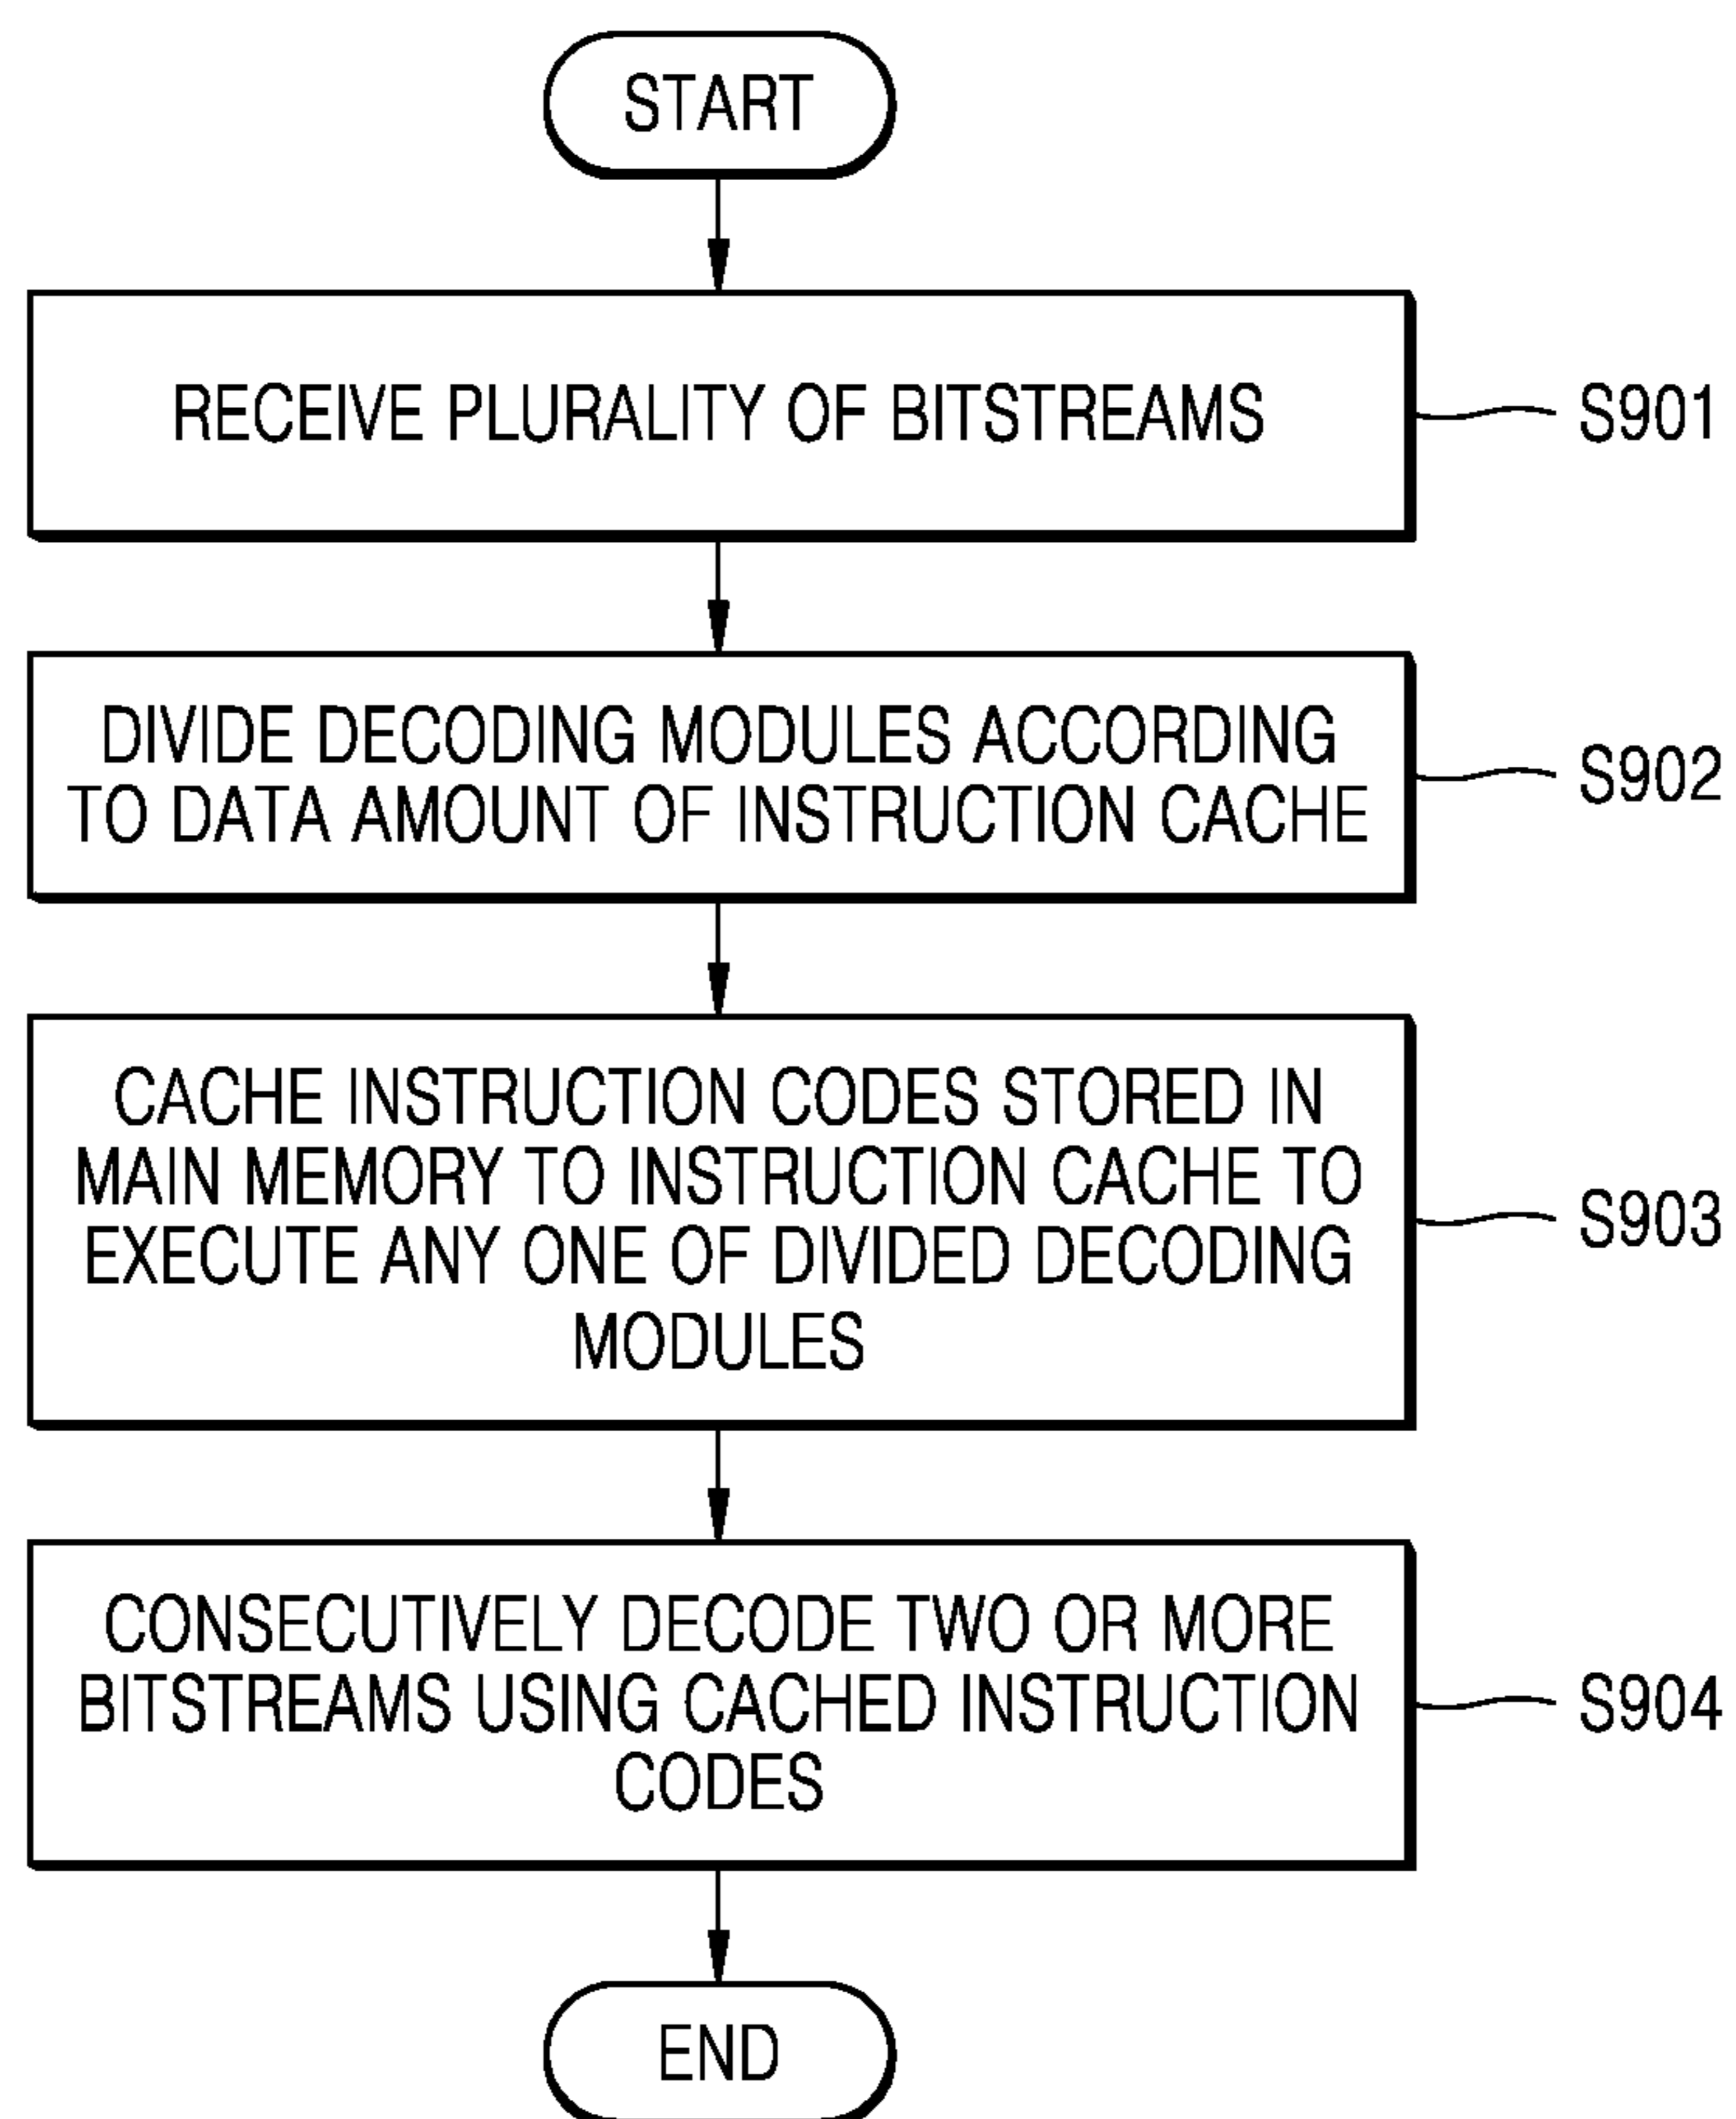 START
RECEIVE PLURALITY OF BITSTREAMS
S901
DIVIDE DECODING MODULES ACCORDING
TO DATA AMOUNT OF INSTRUCTION CACHE
S902
CACHE INSTRUCTION CODES STORED IN
MAIN MEMORY TO INSTRUCTION CACHE TO
EXECUTE ANY ONE OF DIVIDED DECODING
MODULES
S903
CONSECUTIVELY DECODE TWO OR MORE
BITSTREAMS USING CACHED INSTRUCTION
CODES
S904
END